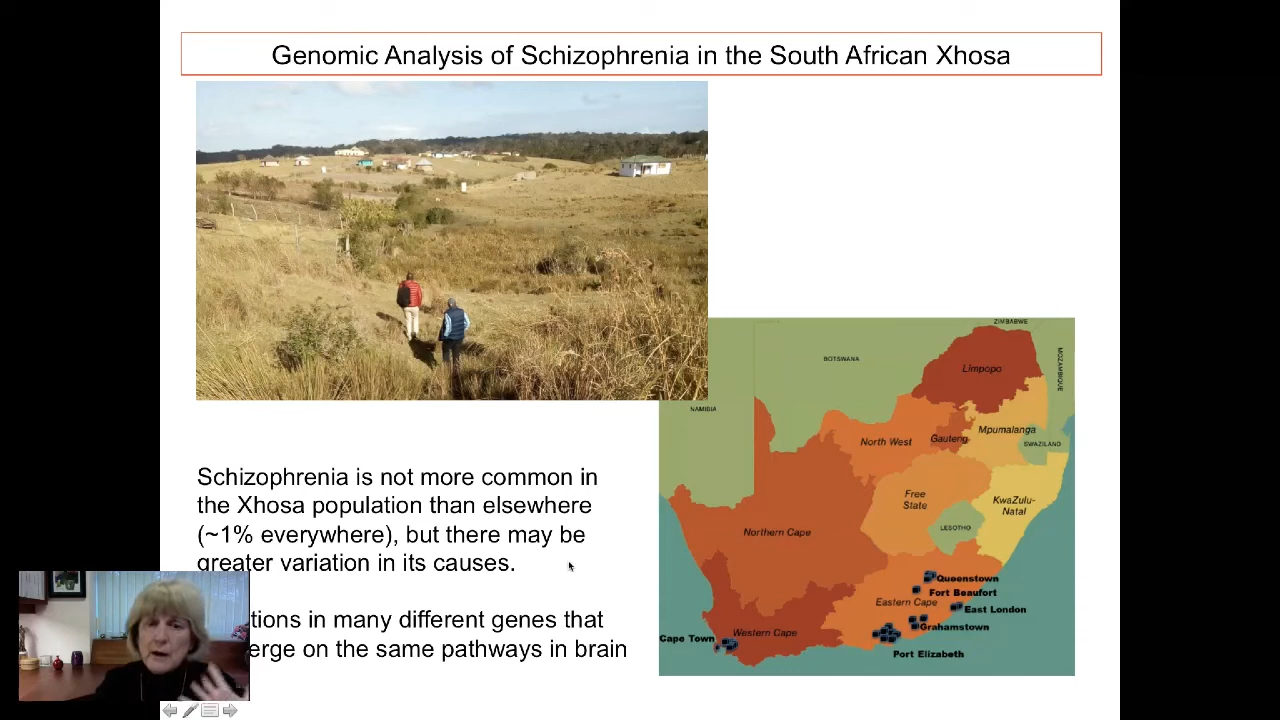 Genomic Analysis of Schizophrenia in the South African Xhosa
ZIMBABWE
BOTSWANA
MOZAMBIQUE
Limpopo
NAMIBIA
Mpumalanga
North West
Gauteng
SWAZILAND
Free
State
KwaZulu-
Natal
LESOTHO
Northern Cape
Queenstown
Fort Beaufort
Eastern Cape
East London
Grahamstown
Cape Town
Western Cape
Port Elizabeth
Schizophrenia is not more common in
the Xhosa population than elsewhere
(~1% everywhere), but there may be
greater variation in its causes.
tions in many different genes that
erge on the same pathways in brain